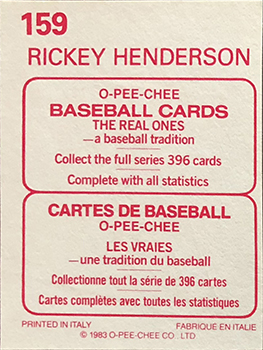 159
RICKEY HENDERSON
O-PEE-CHEE
BASEBALL CARDS
THE REAL ONES
—a baseball tradition
Collect the full series 396 cards
Complete with all statistics
CARTES DE BASEBALL
O-PEE-CHEE
LES VRAIES
—une tradition du baseball
Collectionne tout la série de 396 cartes
Cartes complètes avec toutes les statistiques
PRINTED IN ITALY FABRIQUÉ EN ITALIE
© 1983 O-PEE-CHEE CO. LTD